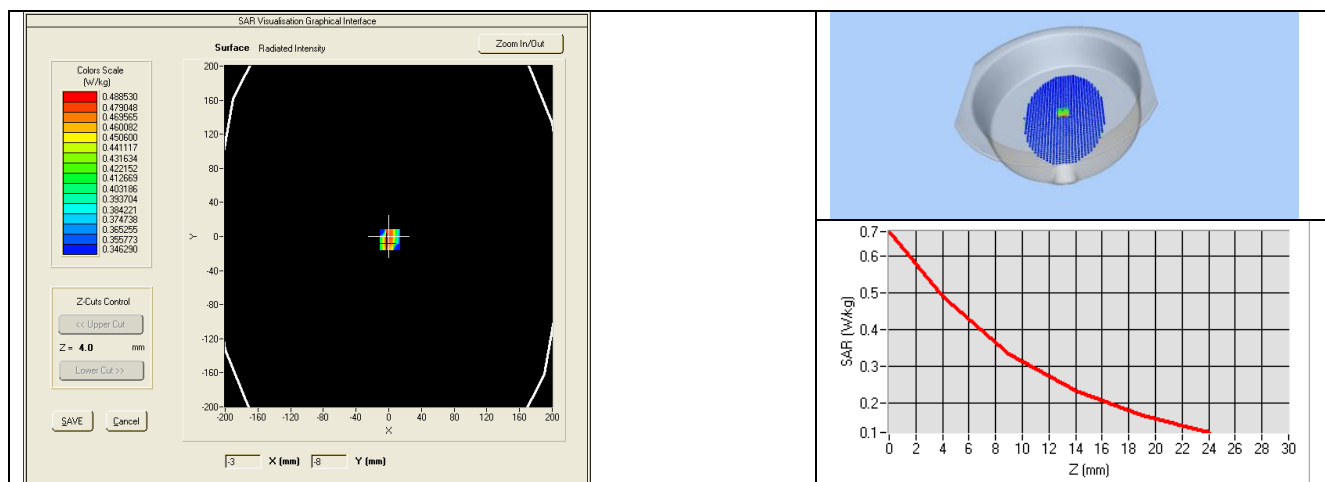 SAR Visualisation Graphical Interface
Surface Radiated Intensity
Zoom In/Out
Colors Scale
(W/kg)
0.488530
0.479048
0.469565
0.460082
0.450600
0.441117
0.431634
0.422152
0.412669
0.403186
0.393704
0.384221
0.374738
0.365255
0.355773
0.346290
Z-Cuts Control
<< Upper Cut
Z = 4.0 mm
Lower Cut >>
SAVE Cancel
200-
160-
120-
80-
40-
0-
-40-
-80-
-120-
-160-
-200-
Y
-200 -160 -120 -80 -40 0 40 80 120 160 200
X
-3 X (mm) -8 Y (mm)
0.7-
0.6-
0.5-
0.4-
0.3-
0.2-
0.1-
SAR (W/kg)
0 2 4 6 8 10 12 14 16 18 20 22 24 26 28 30
Z (mm)